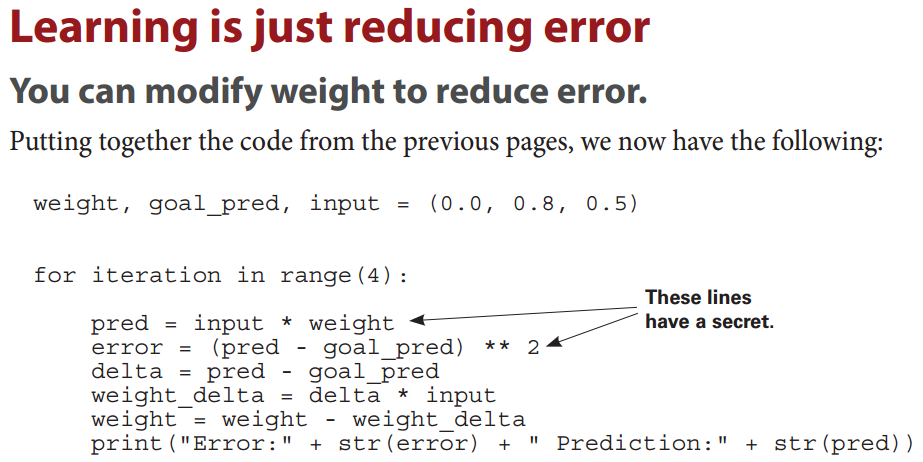 Learning is just reducing error
You can modify weight to reduce error.
Putting together the code from the previous pages, we now have the following:
weight, goal_pred, input = (0.0, 0.8, 0.5)
for iteration in range(4):
pred = input * weight
error = (pred - goal_pred) ** 2
delta = pred - goal_pred
weight_delta = delta * input
weight = weight - weight_delta
print("Error:" + str(error) + " Prediction:" + str(pred))
These lines
have a secret.